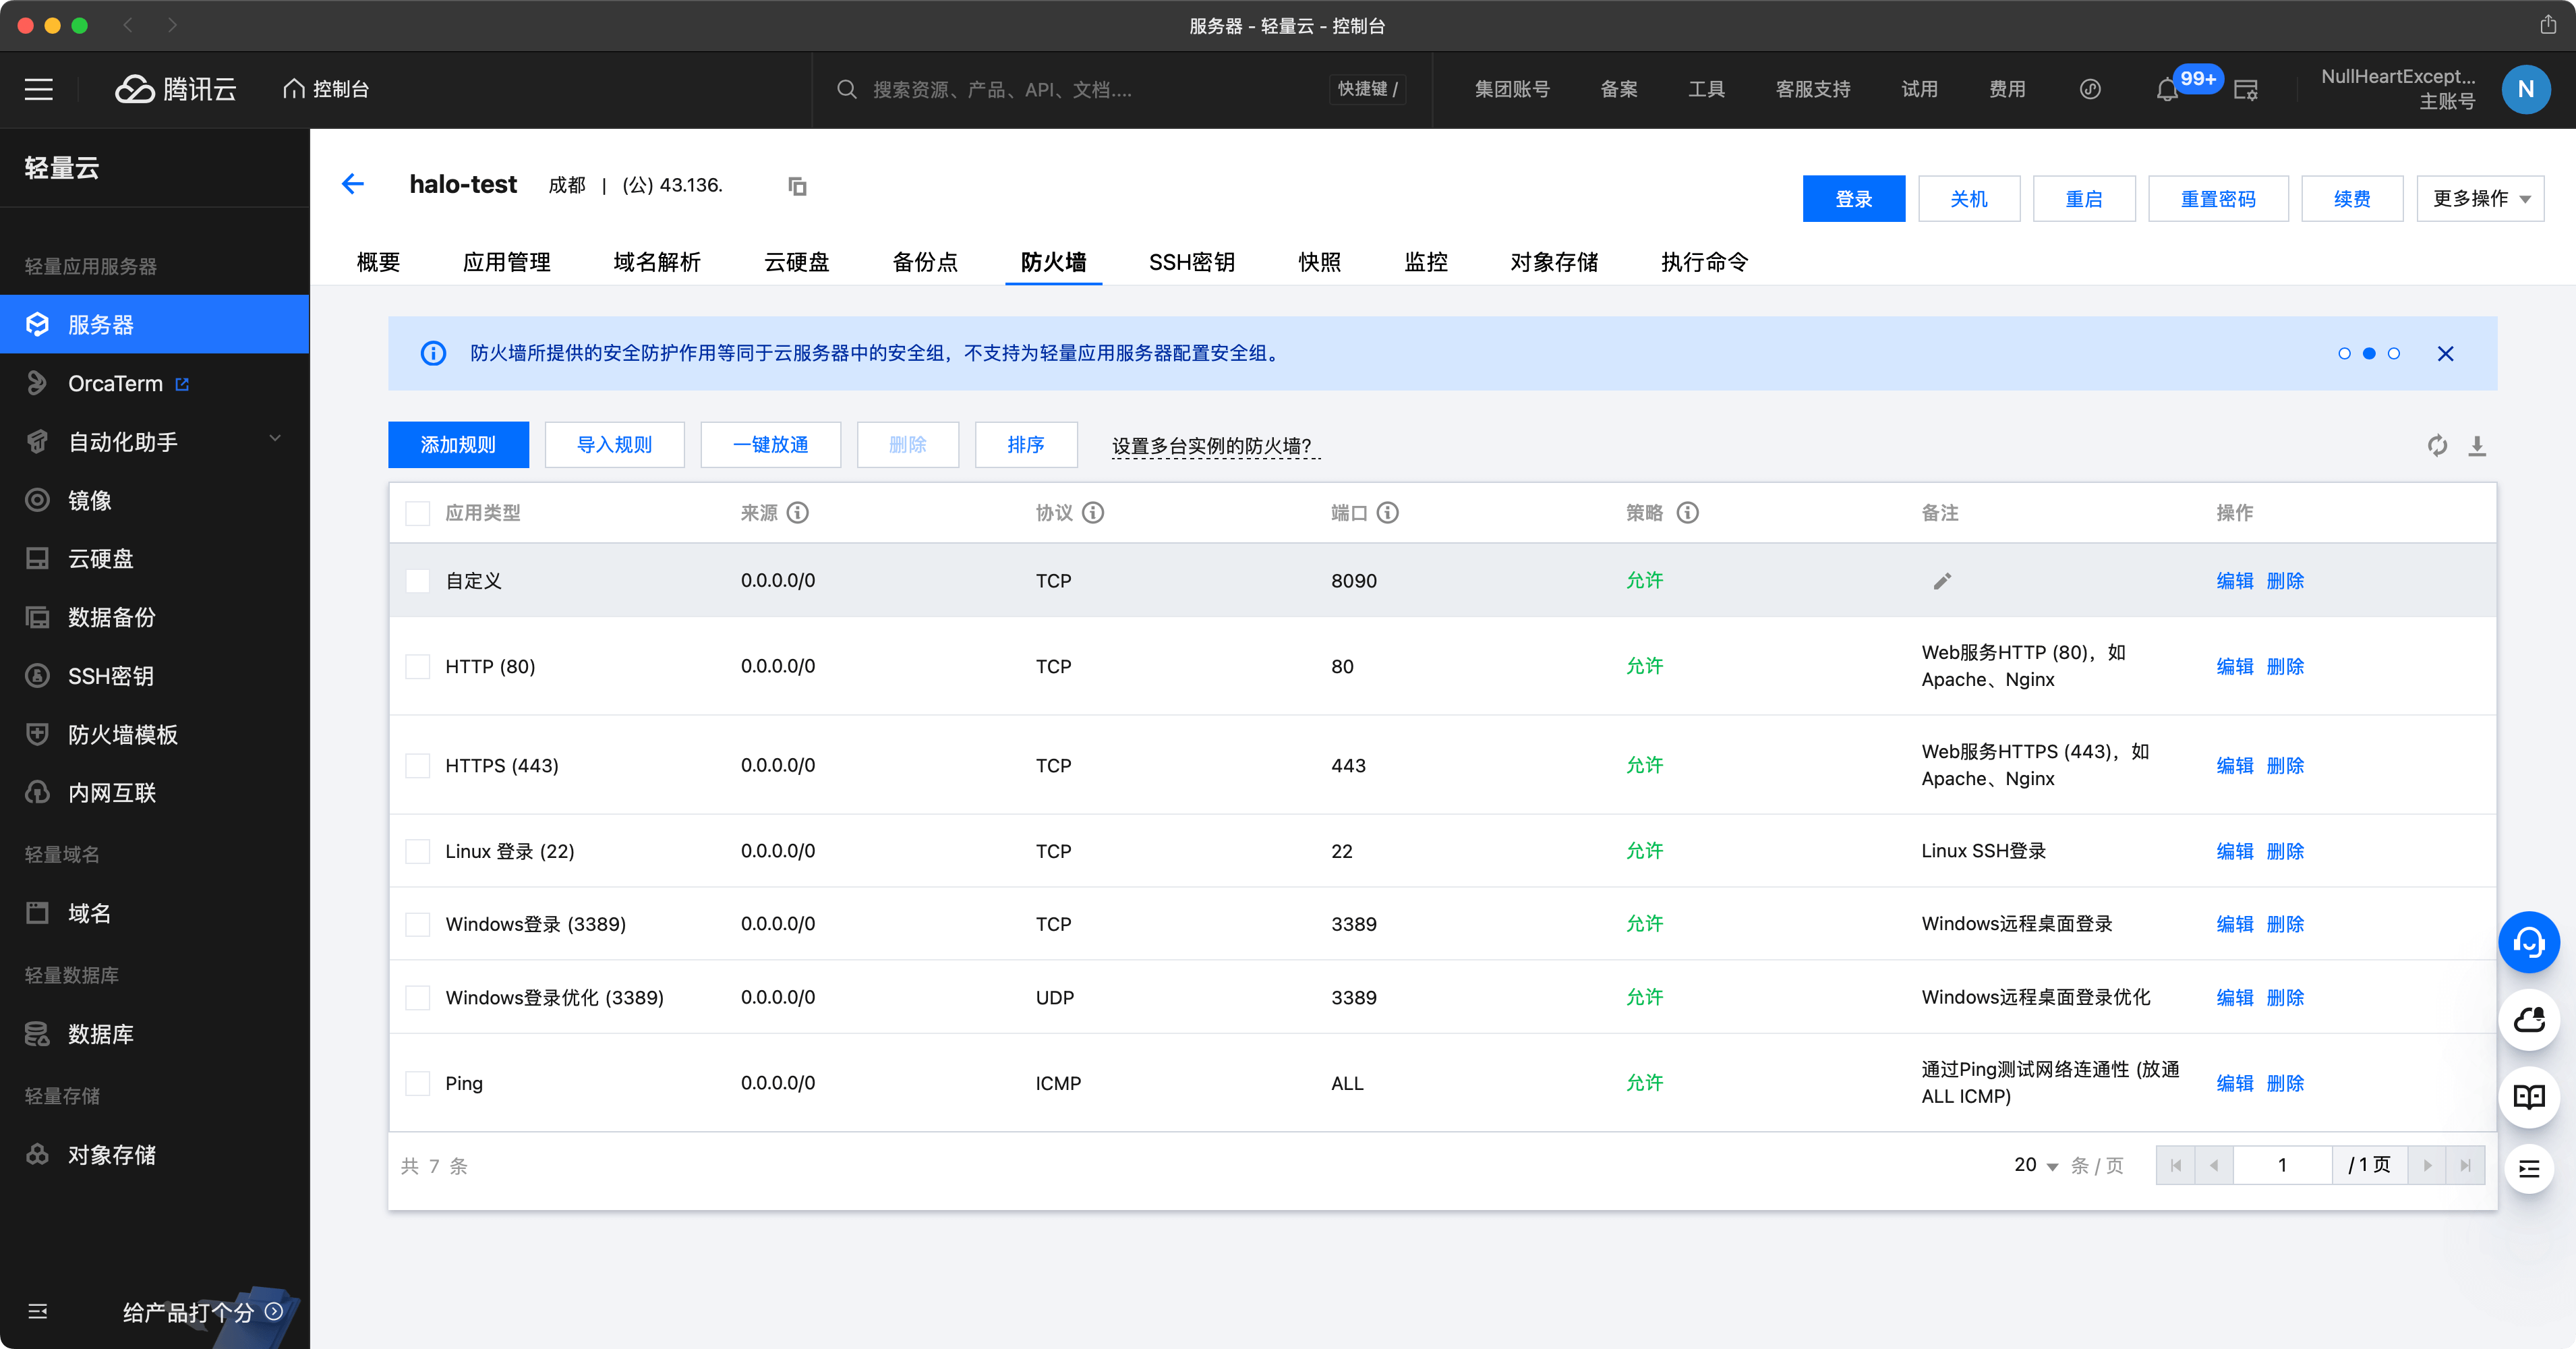 服务器 - 轻量云 - 控制台
腾讯云
控制台
搜索资源、产品、API、文档....
快捷键 /
集团账号
备案
工具
客服支持
试用
费用
99+
NullHeartExcept...
主账号
N
轻量云
轻量应用服务器
服务器
OrcaTerm
自动化助手
镜像
云硬盘
数据备份
SSH密钥
防火墙模板
内网互联
轻量域名
域名
轻量数据库
数据库
轻量存储
对象存储
给产品打个分
halo-test
成都 | (公) 43.136.
登录
关机
重启
重置密码
续费
更多操作
概要
应用管理
域名解析
云硬盘
备份点
防火墙
SSH密钥
快照
监控
对象存储
执行命令
防火墙所提供的安全防护作用等同于云服务器中的安全组，不支持为轻量应用服务器配置安全组。
添加规则
导入规则
一键放通
删除
排序
设置多台实例的防火墙？
应用类型 来源 协议 端口 策略 备注 操作
自定义 0.0.0.0/0 TCP 8090 允许 编辑 删除
HTTP (80) 0.0.0.0/0 TCP 80 允许 Web服务HTTP (80)，如
Apache、Nginx
编辑 删除
HTTPS (443) 0.0.0.0/0 TCP 443 允许 Web服务HTTPS (443)，如
Apache、Nginx
编辑 删除
Linux 登录 (22) 0.0.0.0/0 TCP 22 允许 Linux SSH登录 编辑 删除
Windows登录 (3389) 0.0.0.0/0 TCP 3389 允许 Windows远程桌面登录 编辑 删除
Windows登录优化 (3389) 0.0.0.0/0 UDP 3389 允许 Windows远程桌面登录优化 编辑 删除
Ping 0.0.0.0/0 ICMP ALL 允许 通过Ping测试网络连通性 (放通
ALL ICMP)
编辑 删除
共 7 条
20 条 / 页
1 / 1 页